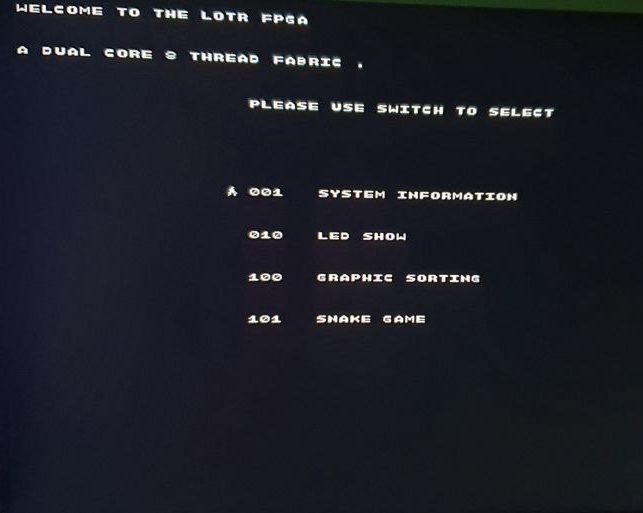 WELCOME TO THE LOTR FPGA
A DUAL CORE 8 THREAD FABRIC .
PLEASE USE SWITCH TO SELECT
001 SYSTEM INFORMATION
010 LED SHOW
100 GRAPHIC SORTING
101 SNAKE GAME